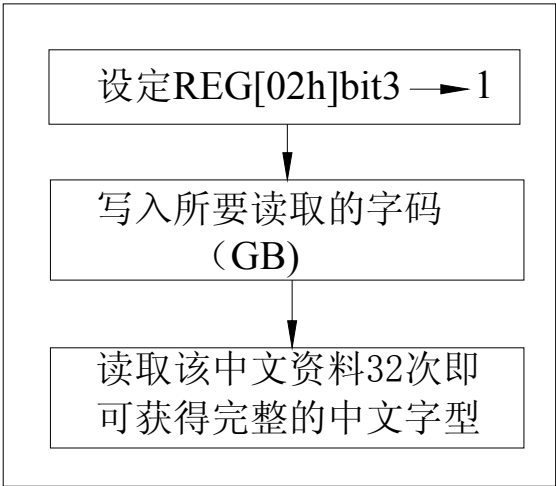 设定REG[02h]bit3 → 1
写入所要读取的字码
（GB)
读取该中文资料32次即
可获得完整的中文字型